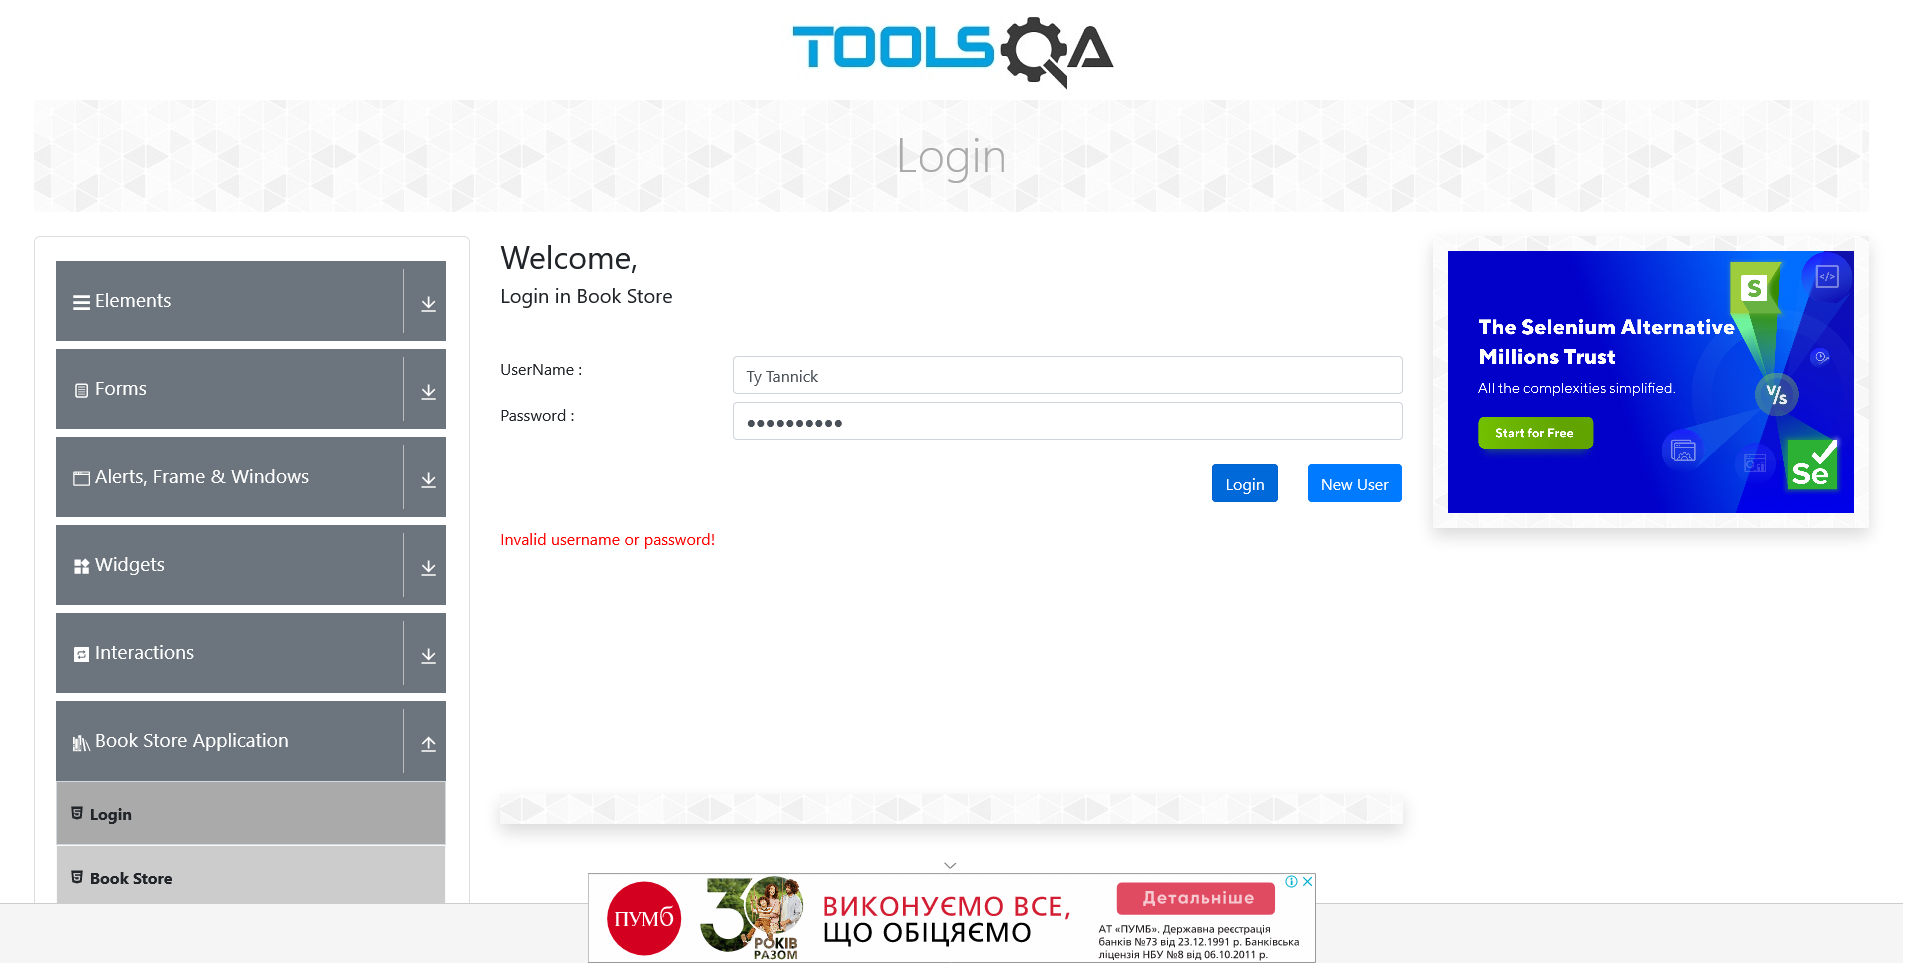 TOOLSQA
Login
Elements
Forms
Alerts, Frame & Windows
Widgets
Interactions
Book Store Application
Login
Book Store
Welcome,
Login in Book Store
UserName :
Ty Tannick
Password :
●●●●●●●●●●
Login
New User
Invalid username or password!
The Selenium Alternative
Millions Trust
All the complexities simplified.
Start for Free
S
</>
V/s
Se
ПУМБ
30
РОКІВ
РАЗОМ
ВИКОНУЄМО ВСЕ,
ЩО ОБІЦЯЄМО
Детальніше
АТ «ПУМБ». Державна реєстрація
банків №73 від 23.12.1991 р. Банківська
ліцензія НБУ №8 від 06.10.2011 р.